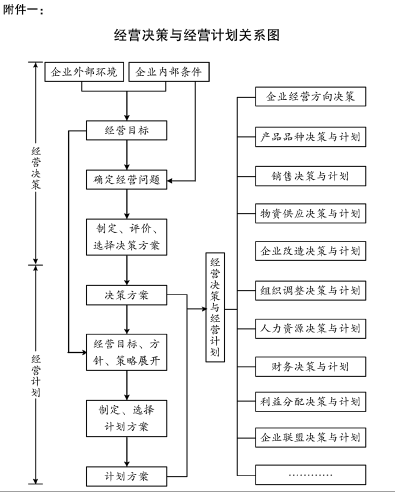 附件一：
经营决策与经营计划关系图
企业外部环境
企业内部条件
经营目标
确定经营问题
制定、评价、
选择决策方案
决策方案
经营目标、方
针、策略展开
制定、选择
计划方案
计划方案
经营决策
经营计划
经营决策与经营计划
企业经营方向决策
产品品种决策与计划
销售决策与计划
物资供应决策与计划
企业改造决策与计划
组织调整决策与计划
人力资源决策与计划
财务决策与计划
利益分配决策与计划
企业联盟决策与计划
…………